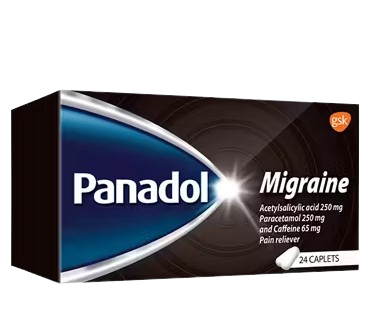 gsk
Panadol
Migraine
Acetylsalicylic acid 250 mg
Paracetamol 250 mg
and Caffeine 65 mg
Pain reliever
24 CAPLETS